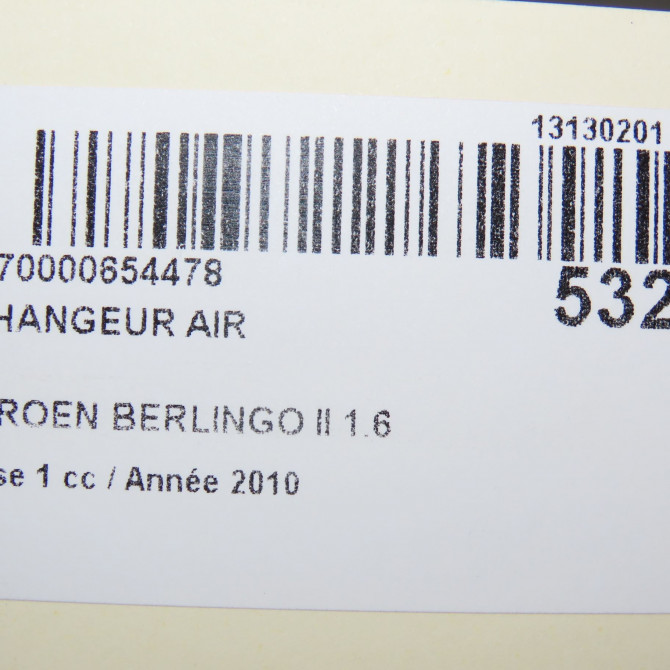 13130201
70000654478
532
HANGEUR AIR
ROEN BERLINGO II 1.6
se 1 cc / Année 2010